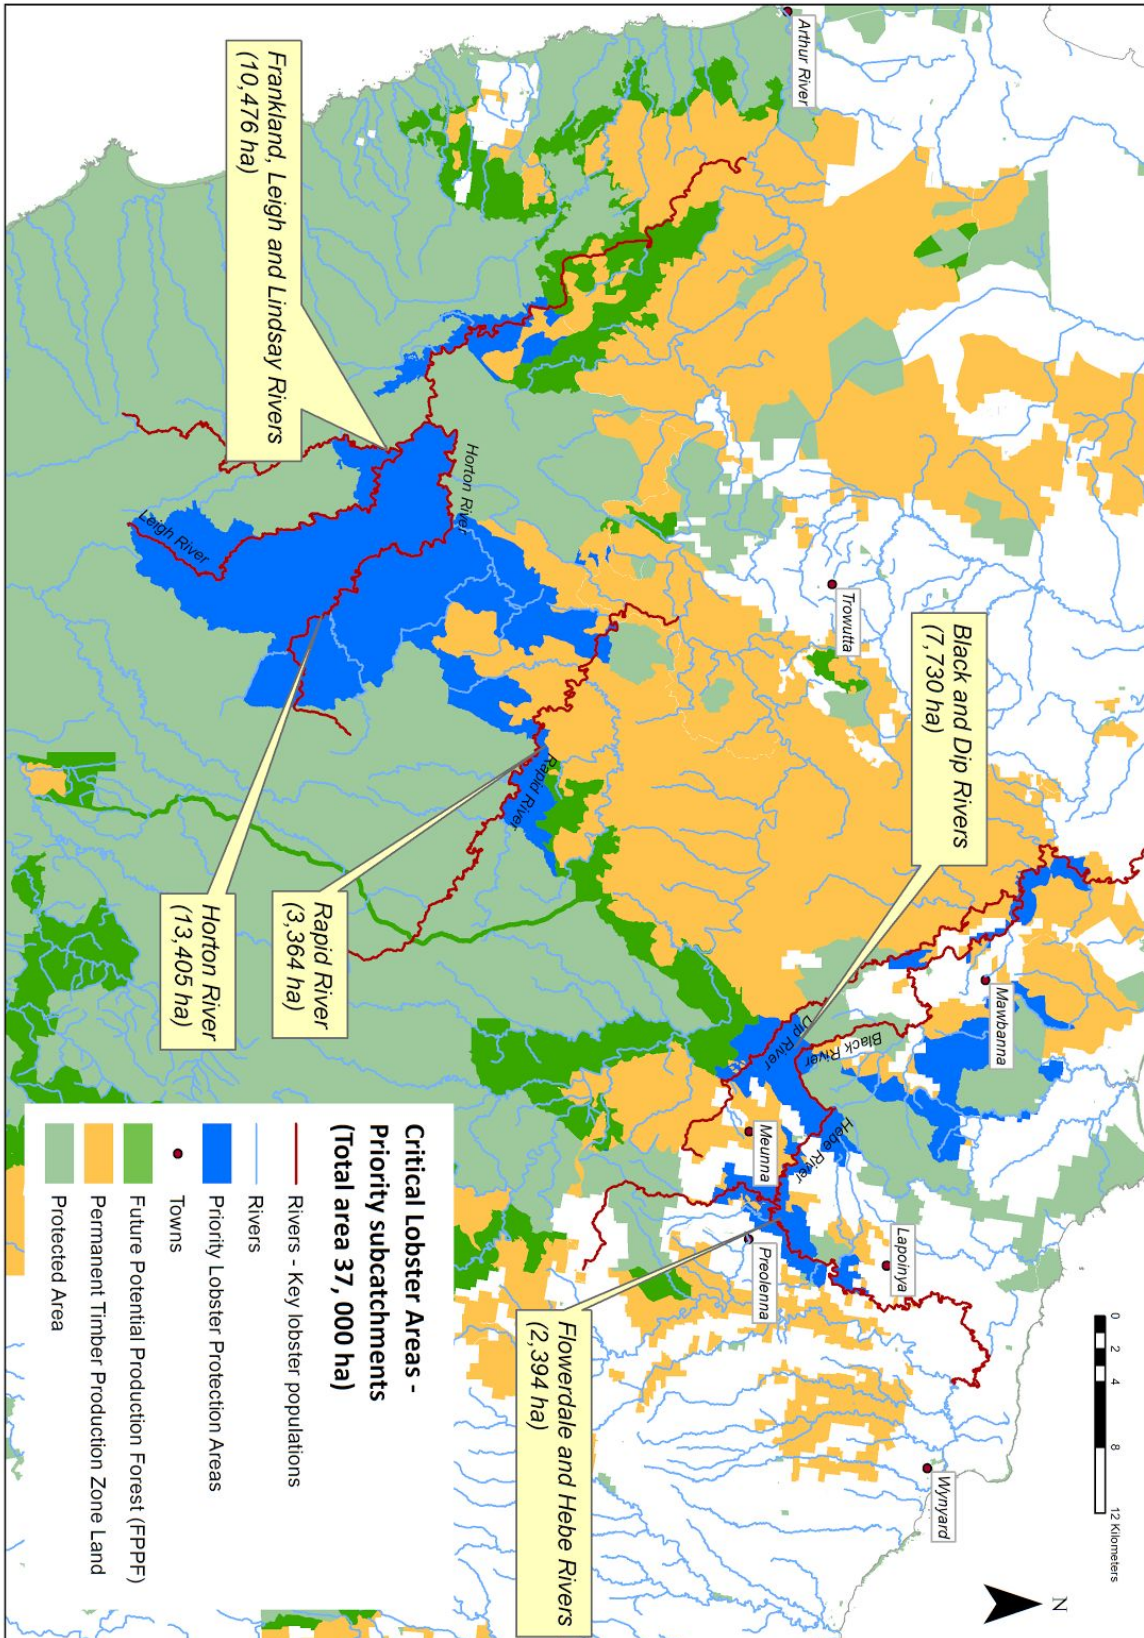 Arthur River
Trowutta
Black and Dip Rivers
(7,730 ha)
Mawbanna
Lapoinya
Wynyard
0 2 4 8 12 Kilometers
N
Dip River
Black River
Hebe River
Meunna
Preolenna
Flowerdale and Hebe Rivers
(2,394 ha)
Horton River
Leigh River
Rapid River
Frankland, Leigh and Lindsay Rivers
(10,476 ha)
Rapid River
(3,364 ha)
Horton River
(13,405 ha)
Critical Lobster Areas -
Priority subcatchments
(Total area 37, 000 ha)
Rivers - Key lobster populations
Rivers
Priority Lobster Protection Areas
Towns
Future Potential Production Forest (FPPF)
Permanent Timber Production Zone Land
Protected Area